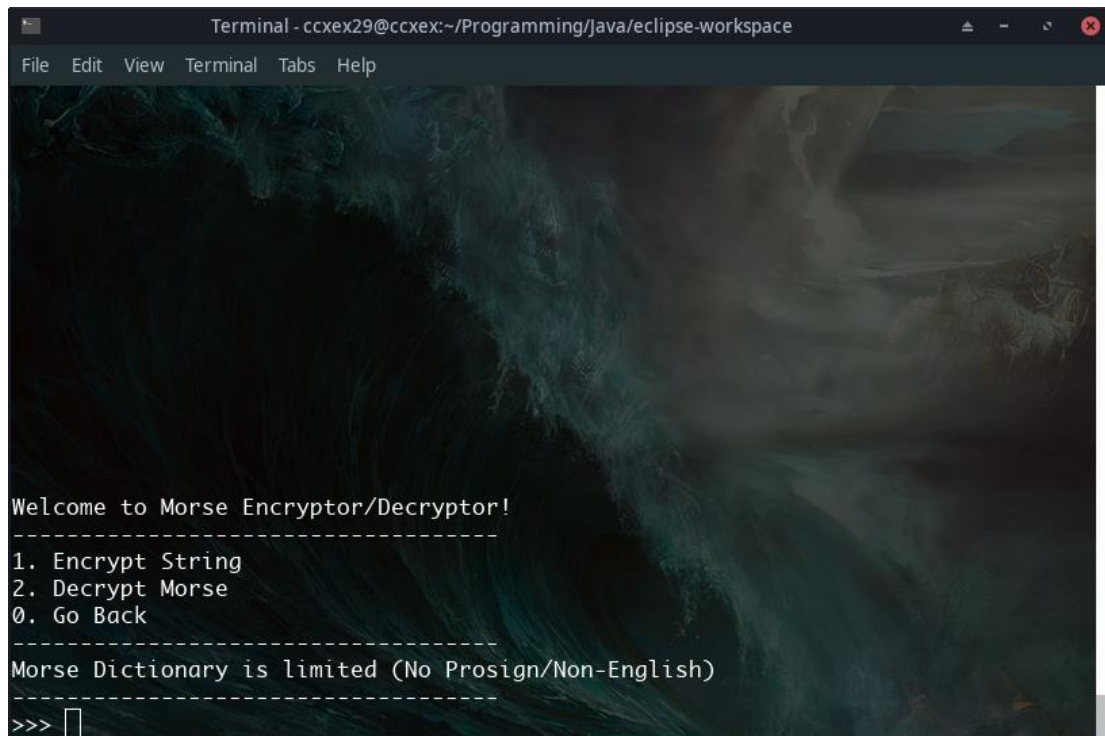 Terminal - ccxex29@ccxex:~/Programming/Java/eclipse-workspace
File Edit View Terminal Tabs Help
Welcome to Morse Encryptor/Decryptor!
------------------------------------
1. Encrypt String
2. Decrypt Morse
0. Go Back
------------------------------------
Morse Dictionary is limited (No Prosign/Non-English)
------------------------------------
>>>